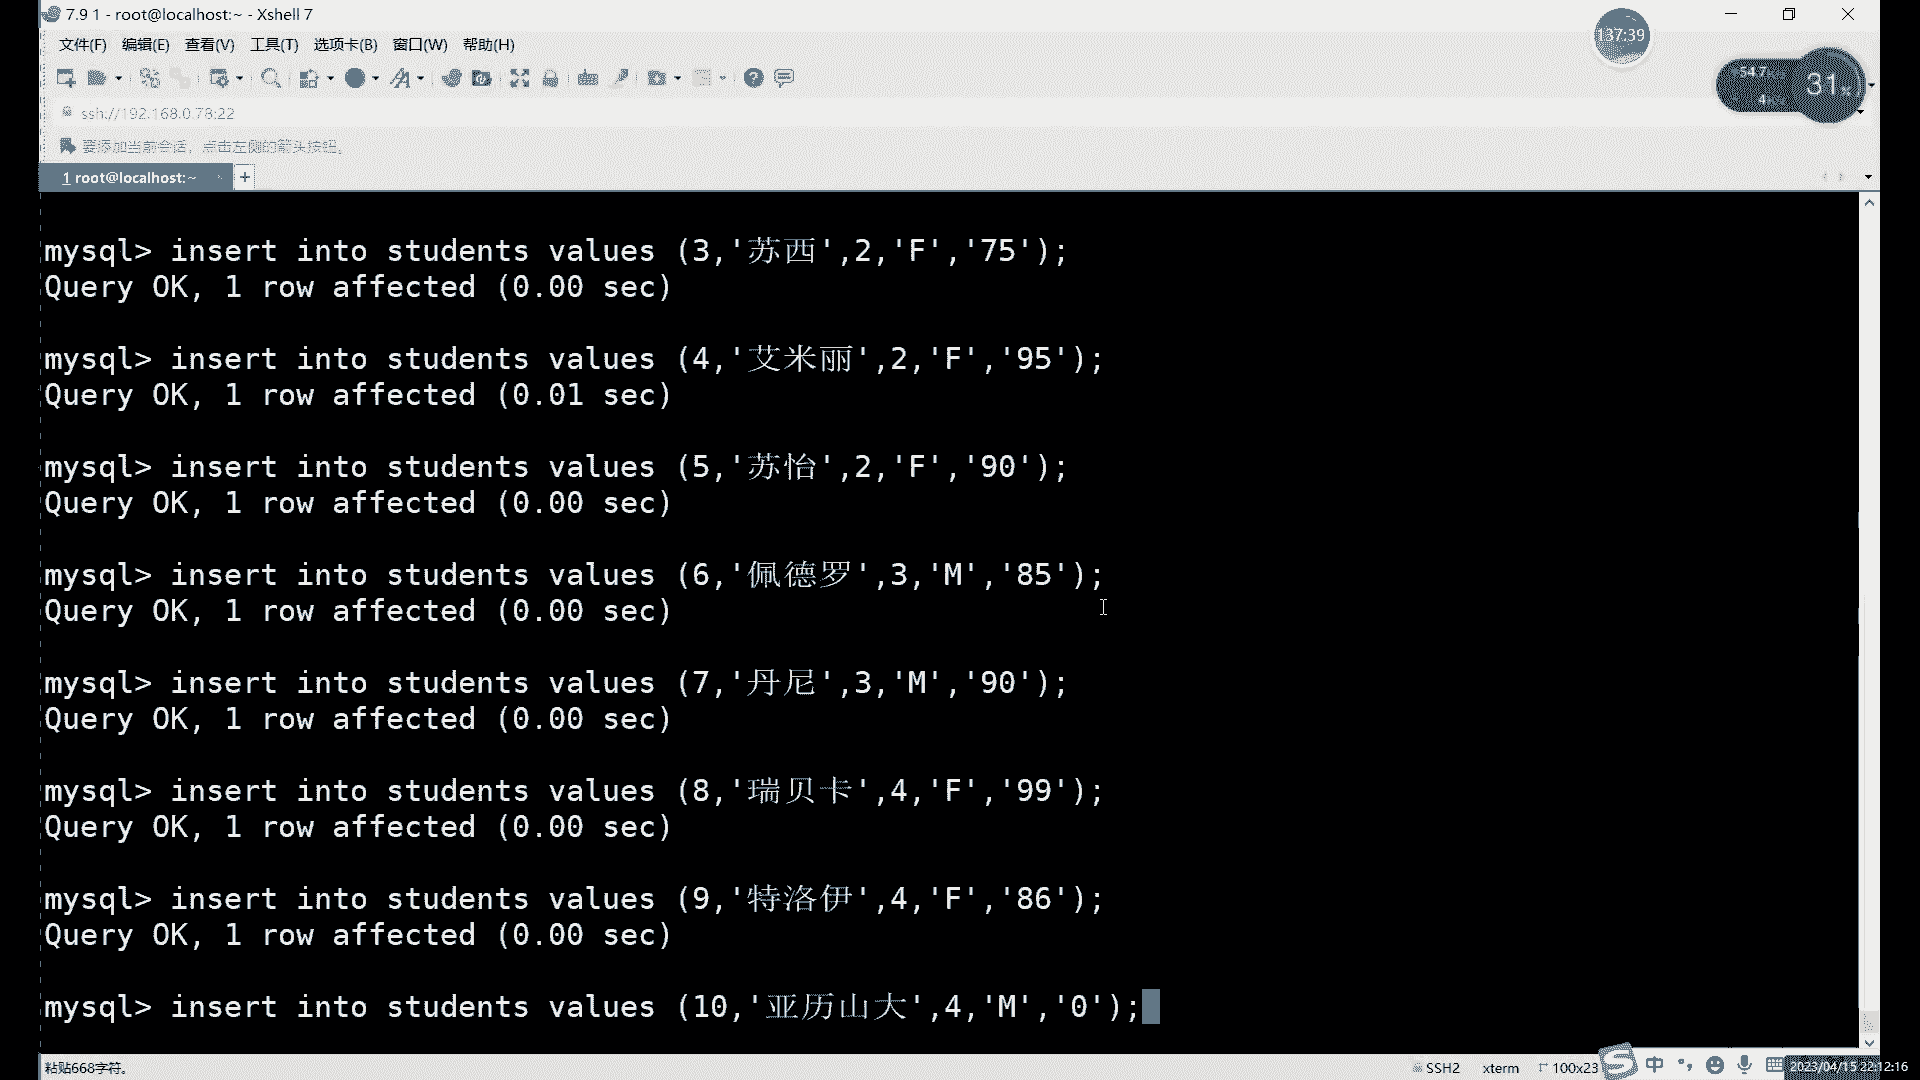 7.9 1 - root@localhost:~ - Xshell 7
137:39
文件(F) 编辑(E) 查看(V) 工具(T) 选项卡(B) 窗口(W) 帮助(H)
54.7
31%
ssh://192.168.0.78:22
要添加当前会话，点击左侧的箭头按钮。
1 root@localhost:~
mysql> insert into students values (3,'苏西',2,'F','75');
Query OK, 1 row affected (0.00 sec)
mysql> insert into students values (4,'艾米丽',2,'F','95');
Query OK, 1 row affected (0.01 sec)
mysql> insert into students values (5,'苏怡',2,'F','90');
Query OK, 1 row affected (0.00 sec)
mysql> insert into students values (6,'佩德罗',3,'M','85');
Query OK, 1 row affected (0.00 sec)
mysql> insert into students values (7,'丹尼',3,'M','90');
Query OK, 1 row affected (0.00 sec)
mysql> insert into students values (8,'瑞贝卡',4,'F','99');
Query OK, 1 row affected (0.00 sec)
mysql> insert into students values (9,'特洛伊',4,'F','86');
Query OK, 1 row affected (0.00 sec)
mysql> insert into students values (10,'亚历山大',4,'M','0');
粘贴668字符。
SSH2 xterm 100x23 中 2023/04/15 22:12:16